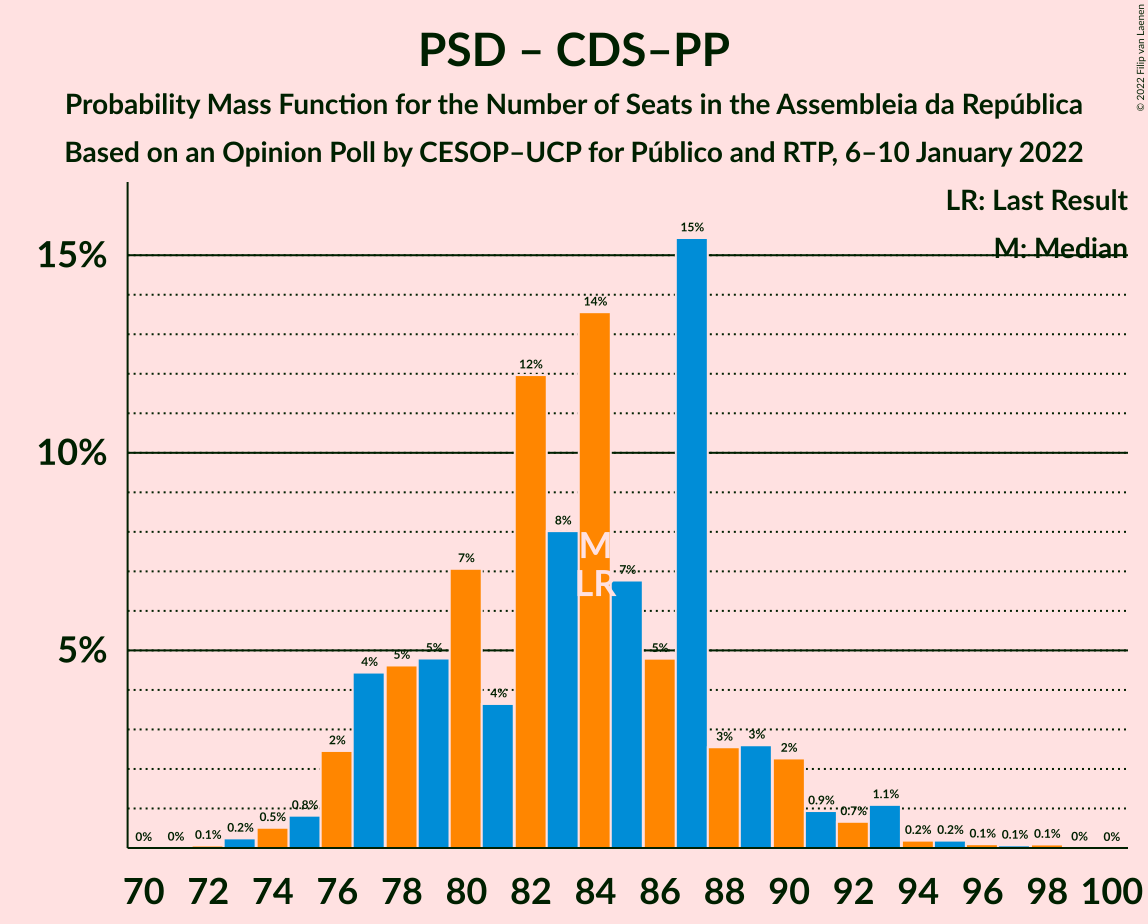 © 2022 Filip van Laenen
PSD – CDS–PP
Probability Mass Function for the Number of Seats in the Assembleia da República
Based on an Opinion Poll by CESOP–UCP for Público and RTP, 6–10 January 2022
LR: Last Result
M: Median
15%
10%
5%
0% 0% 0.1% 0.2% 0.5% 0.8% 2% 4% 5% 5% 7% 4% 12% 8% 14% 7% 5% 15% 3% 3% 2% 0.9% 0.7% 1.1% 0.2% 0.2% 0.1% 0.1% 0.1% 0% 0%
M
LR
70 72 74 76 78 80 82 84 86 88 90 92 94 96 98 100